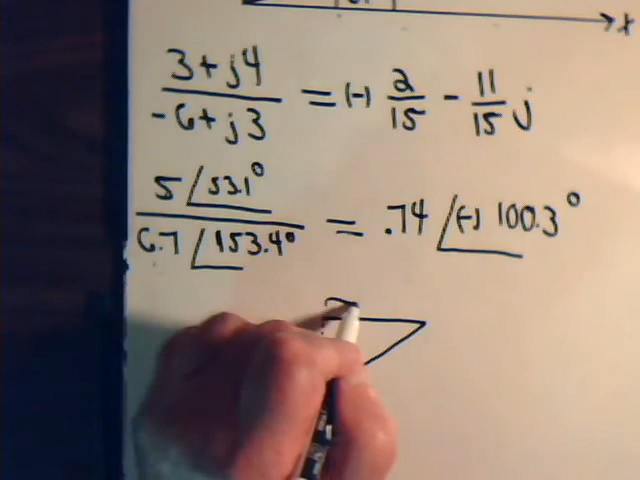 x
3+j4 / -6+j3 = (-) 2/15 - 11/15 j
5 ∠53.1° / 6.7 ∠153.4° = .74 ∠(-) 100.3°